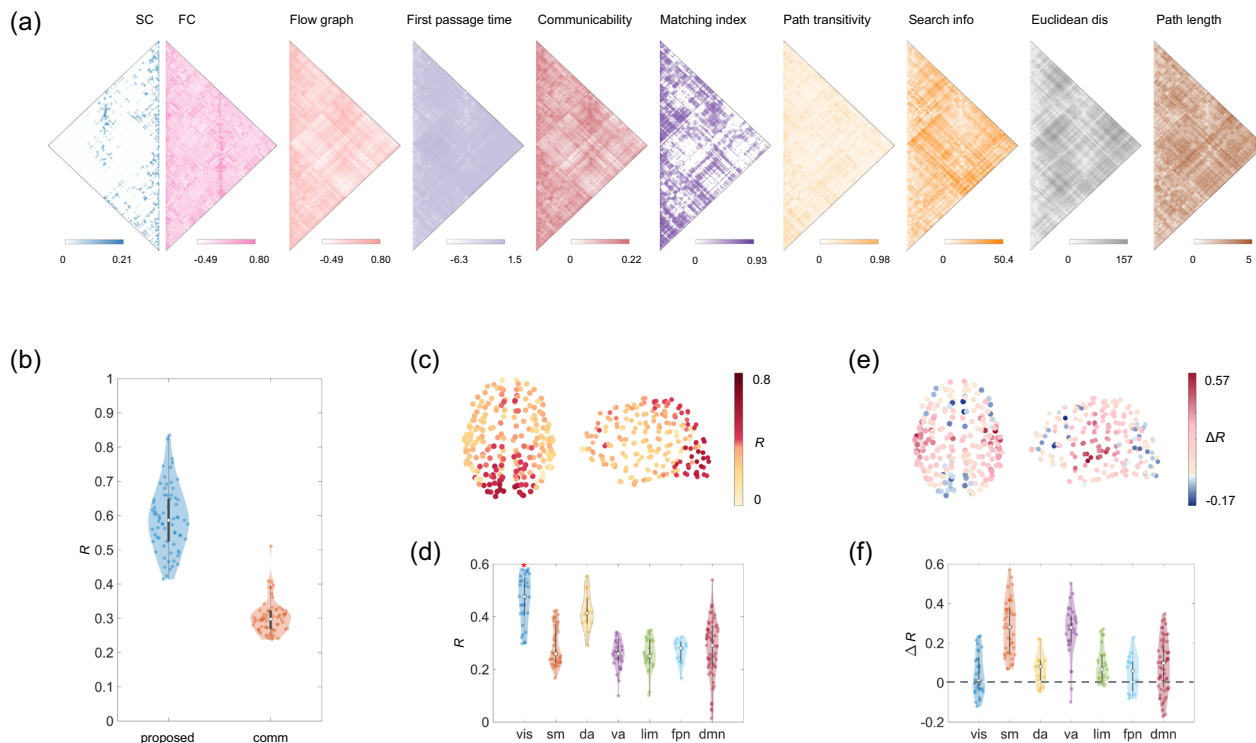 (a)
SC FC Flow graph First passage time Communicability Matching index Path transitivity Search info Euclidean dis Path length
0 0.21 -0.49 0.80 -0.49 0.80 -6.3 1.5 0 0.22 0 0.93 0 0.98 0 50.4 0 157 0 5
(b)
1
0.9
0.8
0.7
0.6
0.5
0.4
0.3
0.2
0.1
0
R
proposed comm
(c)
0.8
R
0
(d)
0.6
0.4
0.2
0
R
*
vis sm da va lim fpn dmn
(e)
0.57
ΔR
-0.17
(f)
0.6
0.4
0.2
0
-0.2
ΔR
vis sm da va lim fpn dmn